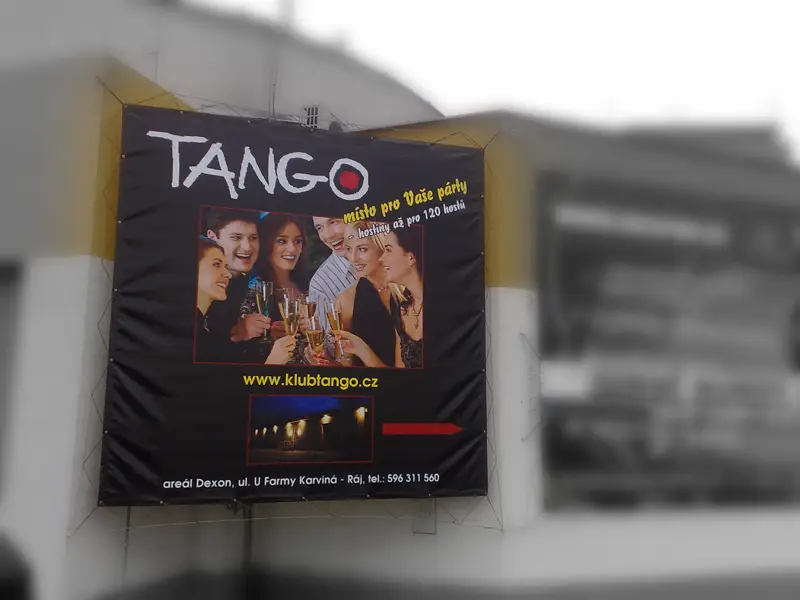 TANGO
místo pro Vaše párty
- hostiny až pro 120 hostů
www.klubtango.cz
areál Dexon, ul. U Farmy Karviná - Ráj, tel.: 596 311 560